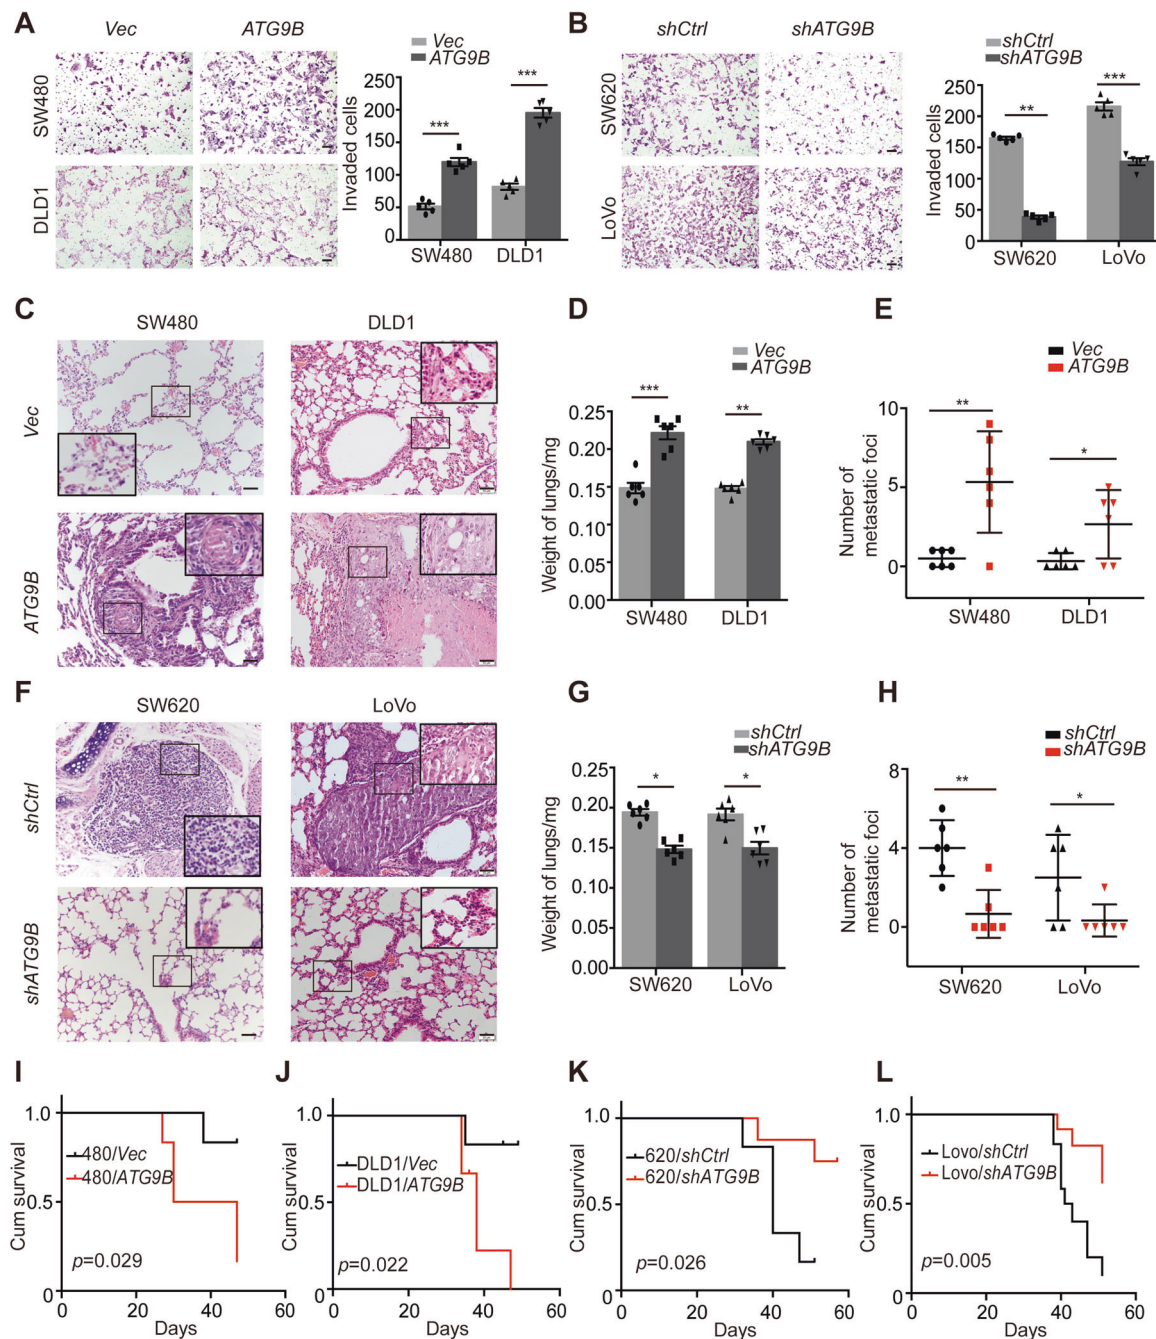 A
Vec
ATG9B
SW480
DLD1
Vec
ATG9B
Invaded cells
250
200
150
100
50
0
***
***
SW480
DLD1
B
shCtrl
shATG9B
SW620
LoVo
shCtrl
shATG9B
Invaded cells
250
200
150
100
50
0
**
***
SW620
LoVo
C
SW480
DLD1
Vec
ATG9B
D
Vec
ATG9B
Weight of lungs/mg
0.25
0.20
0.15
0.10
0.05
0.00
***
**
SW480
DLD1
E
Vec
ATG9B
Number of
metastatic foci
10
5
0
**
*
SW480
DLD1
F
SW620
LoVo
shCtrl
shATG9B
G
shCtrl
shATG9B
Weight of lungs/mg
0.25
0.20
0.15
0.10
0.05
0.00
*
*
SW620
LoVo
H
shCtrl
shATG9B
Number of
metastatic foci
8
4
0
**
*
SW620
LoVo
I
Cum survival
1.0
0.5
480/Vec
480/ATG9B
p=0.029
0 20 40 60
Days
J
Cum survival
1.0
0.5
DLD1/Vec
DLD1/ATG9B
p=0.022
0 20 40 60
Days
K
Cum survival
1.0
0.5
620/shCtrl
620/shATG9B
p=0.026
0 20 40 60
Days
L
Cum survival
1.0
0.5
Lovo/shCtrl
Lovo/shATG9B
p=0.005
0 20 40 60
Days